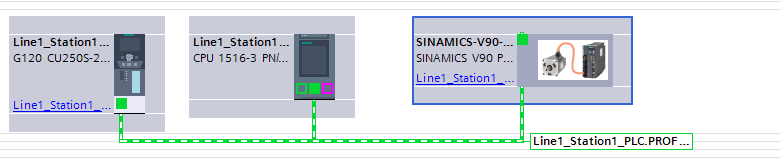 Line1_Station1...
G120 CU250S-2...
Line1_Station1_...
Line1_Station1...
CPU 1516-3 PN/...
SINAMICS-V90-...
SINAMICS V90 P...
Line1_Station1_...
Line1_Station1_PLC.PROF...